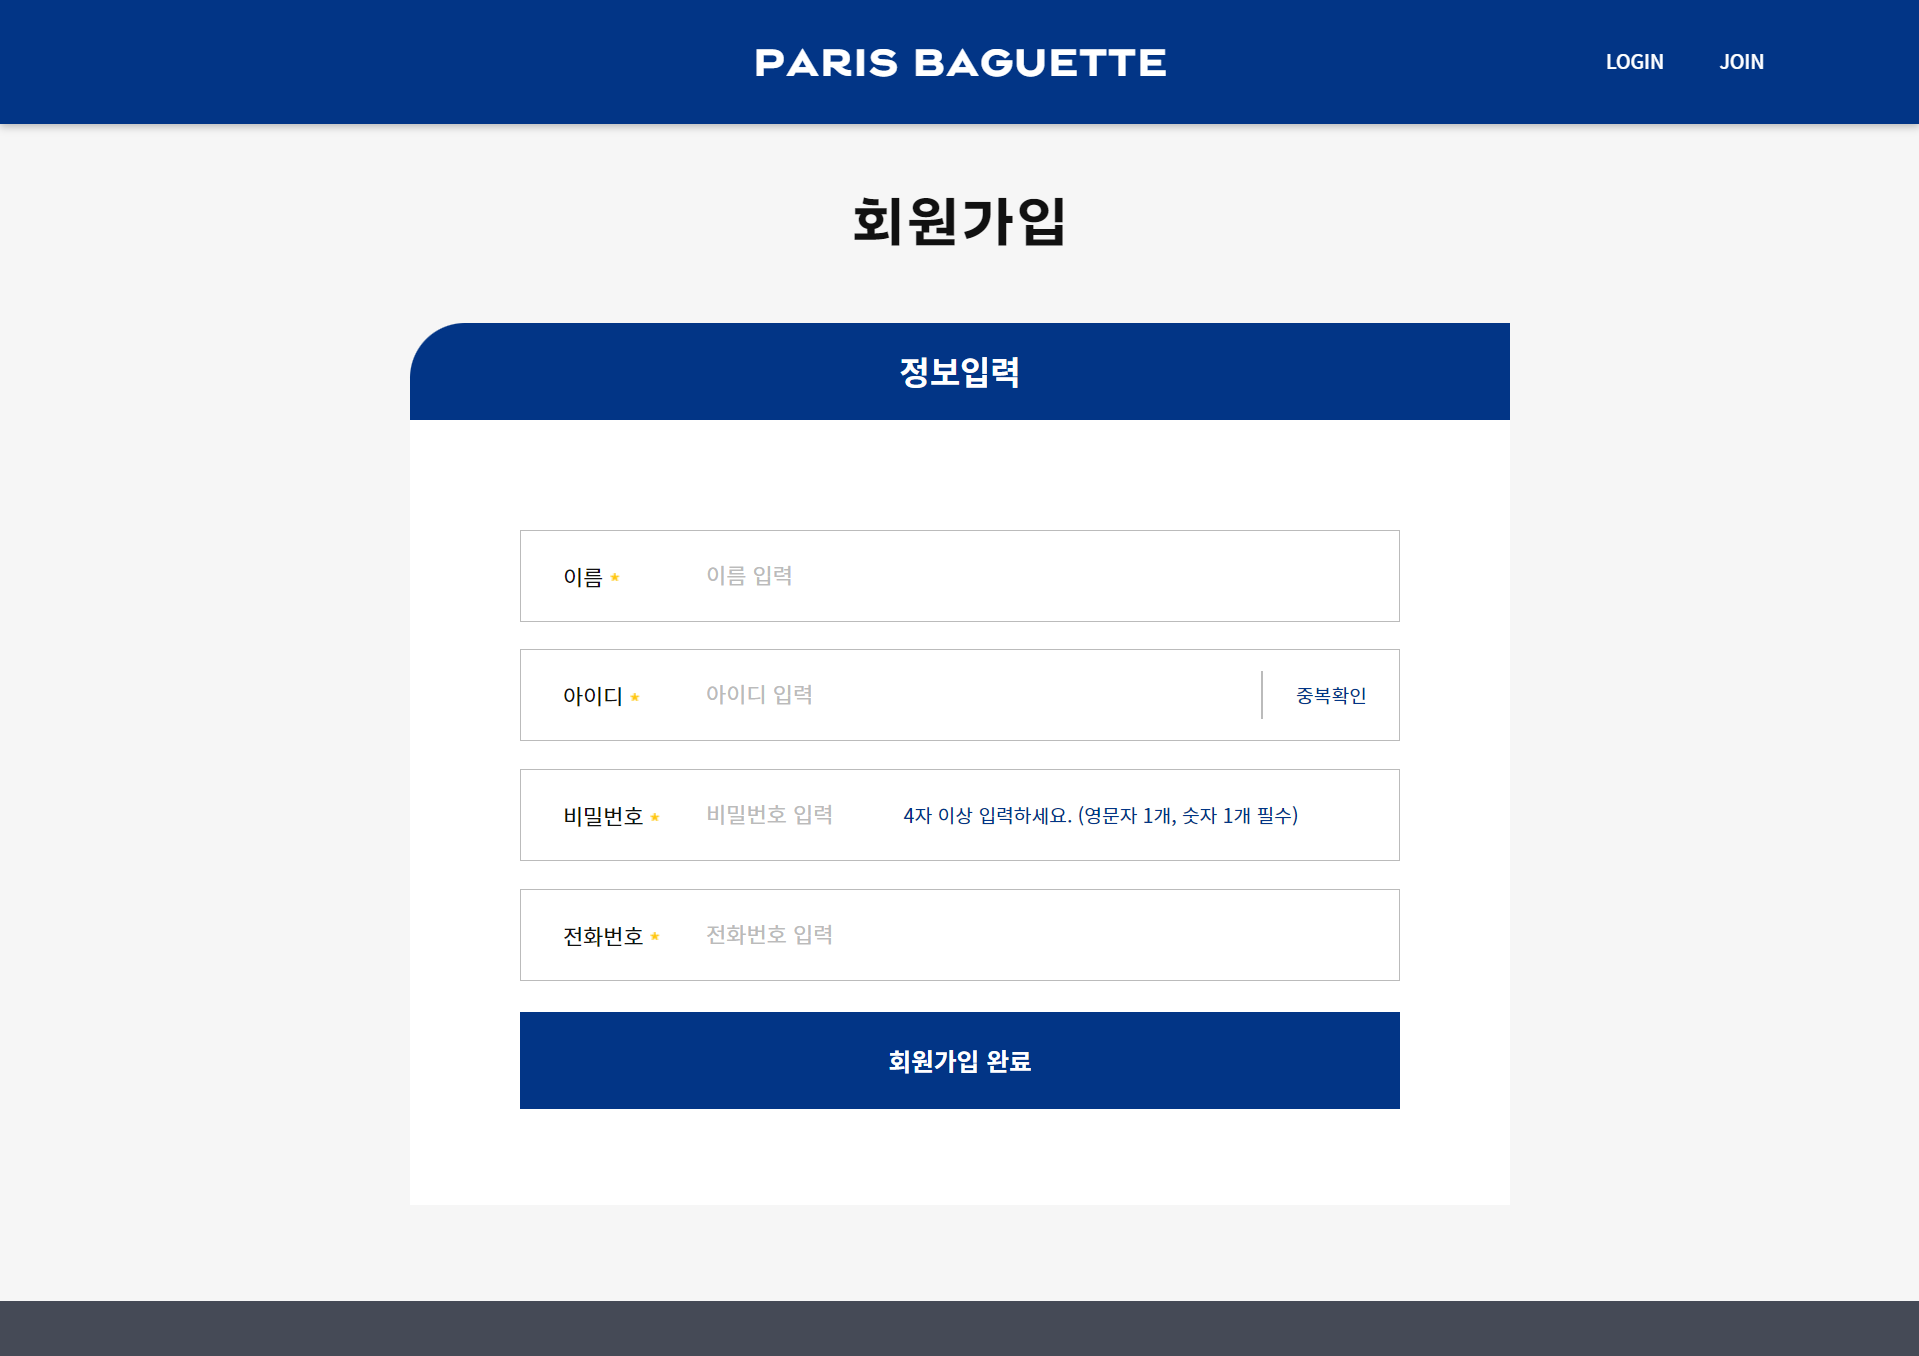 PARIS BAGUETTE
LOGIN JOIN
회원가입
정보입력
이름 ★ 이름 입력
아이디 ★ 아이디 입력 중복확인
비밀번호 ★ 비밀번호 입력 4자 이상 입력하세요. (영문자 1개, 숫자 1개 필수)
전화번호 ★ 전화번호 입력
회원가입 완료